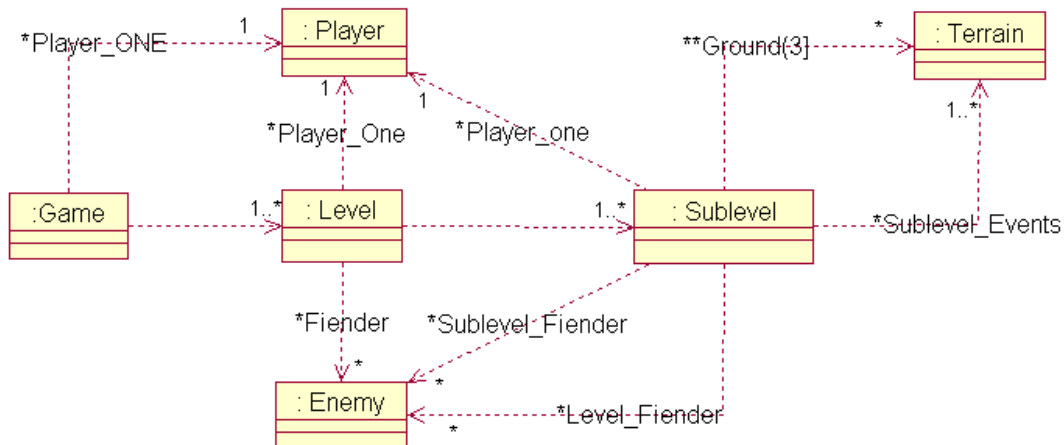 : Player
: Terrain
*Player_ONE
1
**Ground(3]
*
1
1
1..*
*Player_One
*Player_one
:Game
1..*
: Level
1..*
: Sublevel
*Sublevel_Events
*Fiender
*Sublevel_Fiender
*
*
: Enemy
*Level_Fiender
*